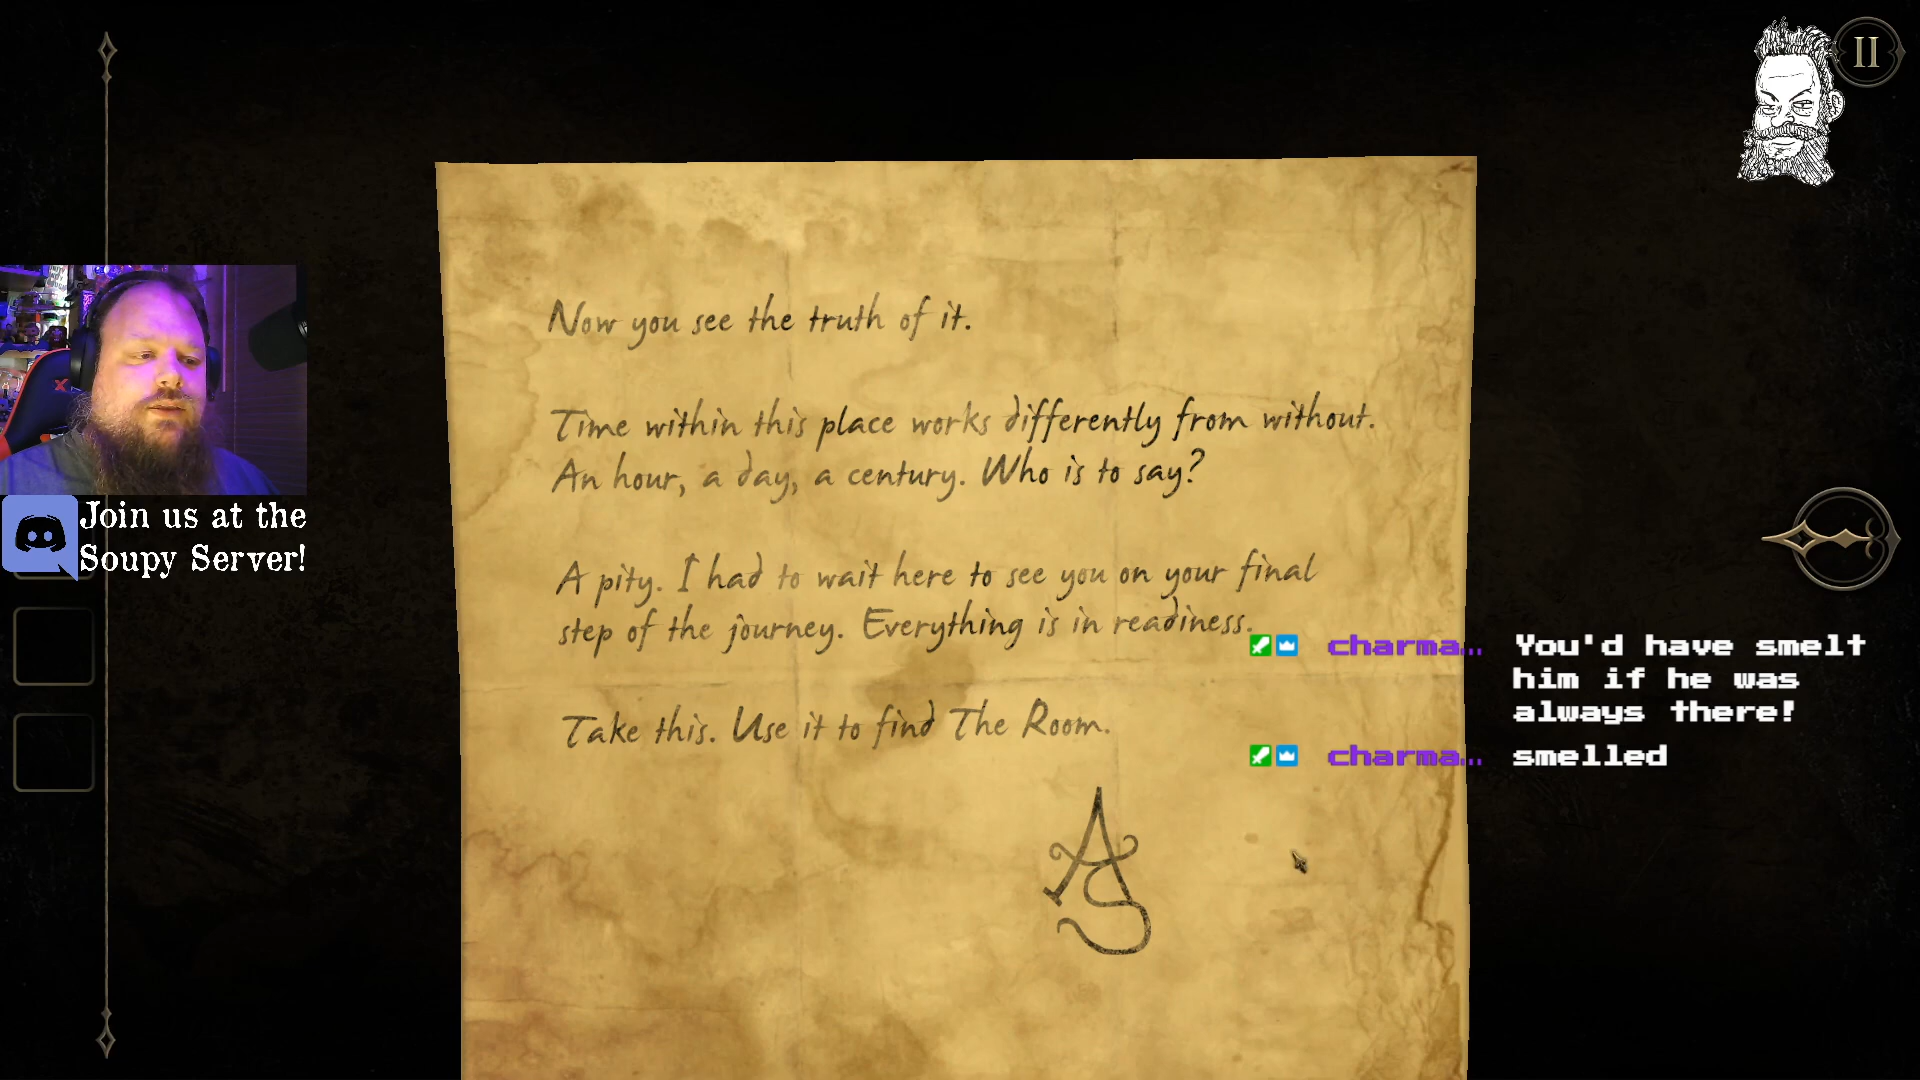 Now you see the truth of it.
Time within this place works differently from without.
An hour, a day, a century. Who is to say?
A pity. I had to wait here to see you on your final
step of the journey. Everything is in readiness.
Take this. Use it to find The Room.
AS
Join us at the
Soupy Server!
charma... You'd have smelt
him if he was
always there!
charma... smelled
II